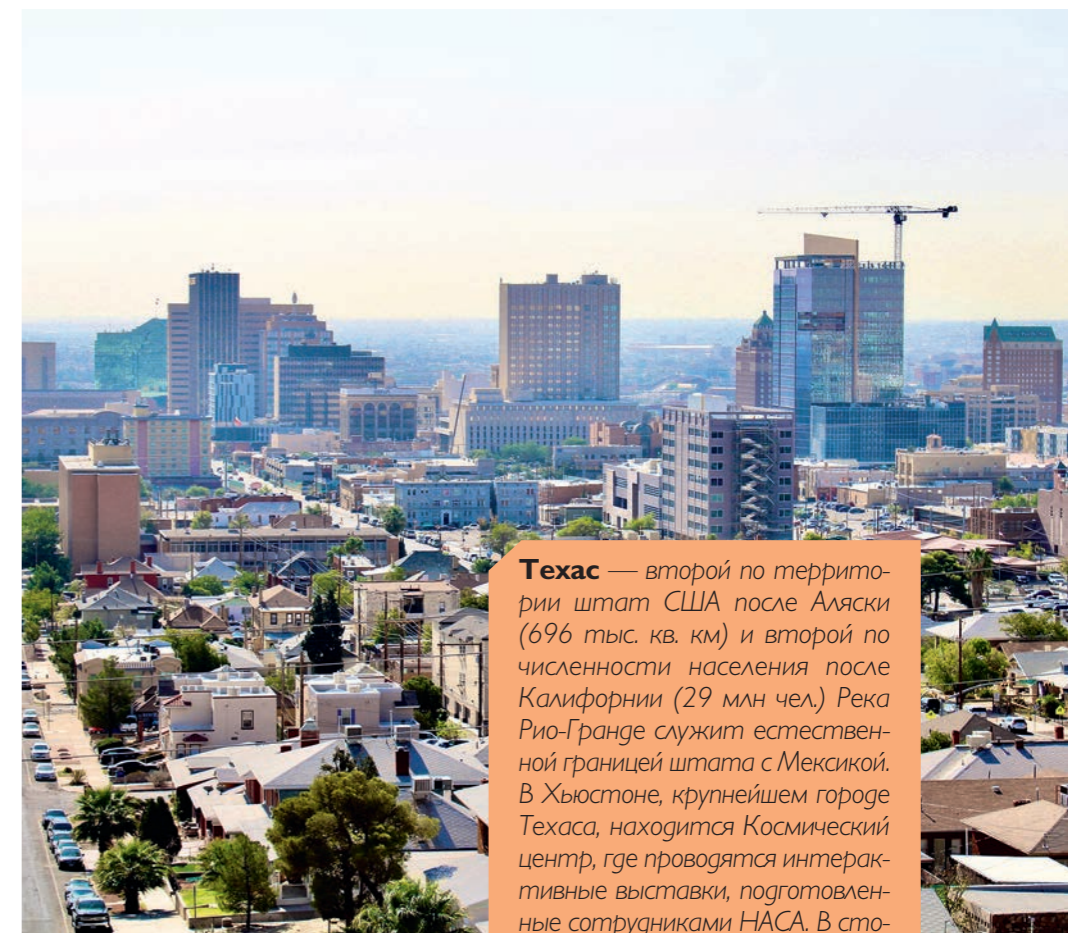 Техас — второй по террито-
рии штат США после Аляски
(696 тыс. кв. км) и второй по
численности населения после
Калифорнии (29 млн чел.) Река
Рио-Гранде служит естествен-
ной границей штата с Мексикой.
В Хьюстоне, крупнейшем городе
Техаса, находится Космический
центр, где проводятся интерак-
тивные выставки, подготовлен-
ные сотрудниками НАСА. В сто-